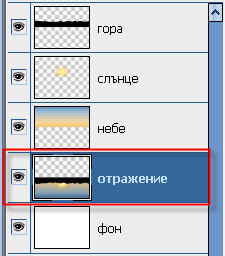 гора
слънце
небе
отражение
фон